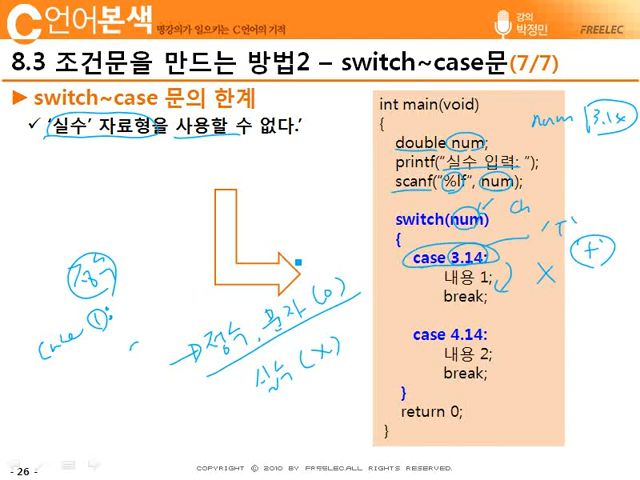 C언어본색
명강의가 일으키는 C언어의 기적
강의
박정민
FREELEC
8.3 조건문을 만드는 방법2 – switch~case문(7/7)
► switch~case 문의 한계
✓ '실수' 자료형을 사용할 수 없다.'
int main(void)
{
double num;
printf("실수 입력: ");
scanf("%lf", num);
switch(num)
{
case 3.14:
내용 1;
break;
case 4.14:
내용 2;
break;
}
return 0;
}
num 3.14
ch
'T'
'+'
X
정수
case ①:
→ 정수, 문자 (O)
실수 (X)
- 26 -
COPYRIGHT ⓒ 2010 BY FREELEC.ALL RIGHTS RESERVED.